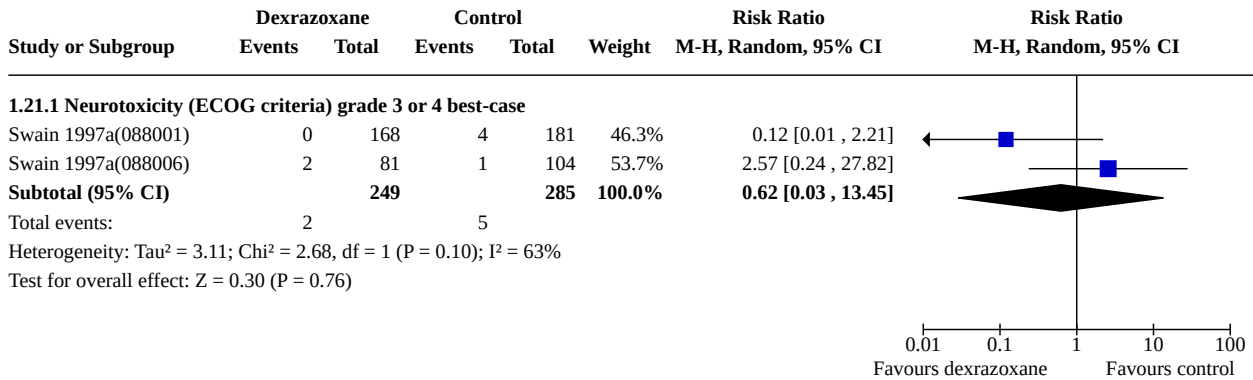 Dexrazoxane Control Risk Ratio Risk Ratio
Study or Subgroup Events Total Events Total Weight M-H, Random, 95% CI M-H, Random, 95% CI
1.21.1 Neurotoxicity (ECOG criteria) grade 3 or 4 best-case
Swain 1997a(088001) 0 168 4 181 46.3% 0.12 [0.01 , 2.21]
Swain 1997a(088006) 2 81 1 104 53.7% 2.57 [0.24 , 27.82]
Subtotal (95% CI) 249 285 100.0% 0.62 [0.03 , 13.45]
Total events: 2 5
Heterogeneity: Tau² = 3.11; Chi² = 2.68, df = 1 (P = 0.10); I² = 63%
Test for overall effect: Z = 0.30 (P = 0.76)
0.01 0.1 1 10 100
Favours dexrazoxane Favours control